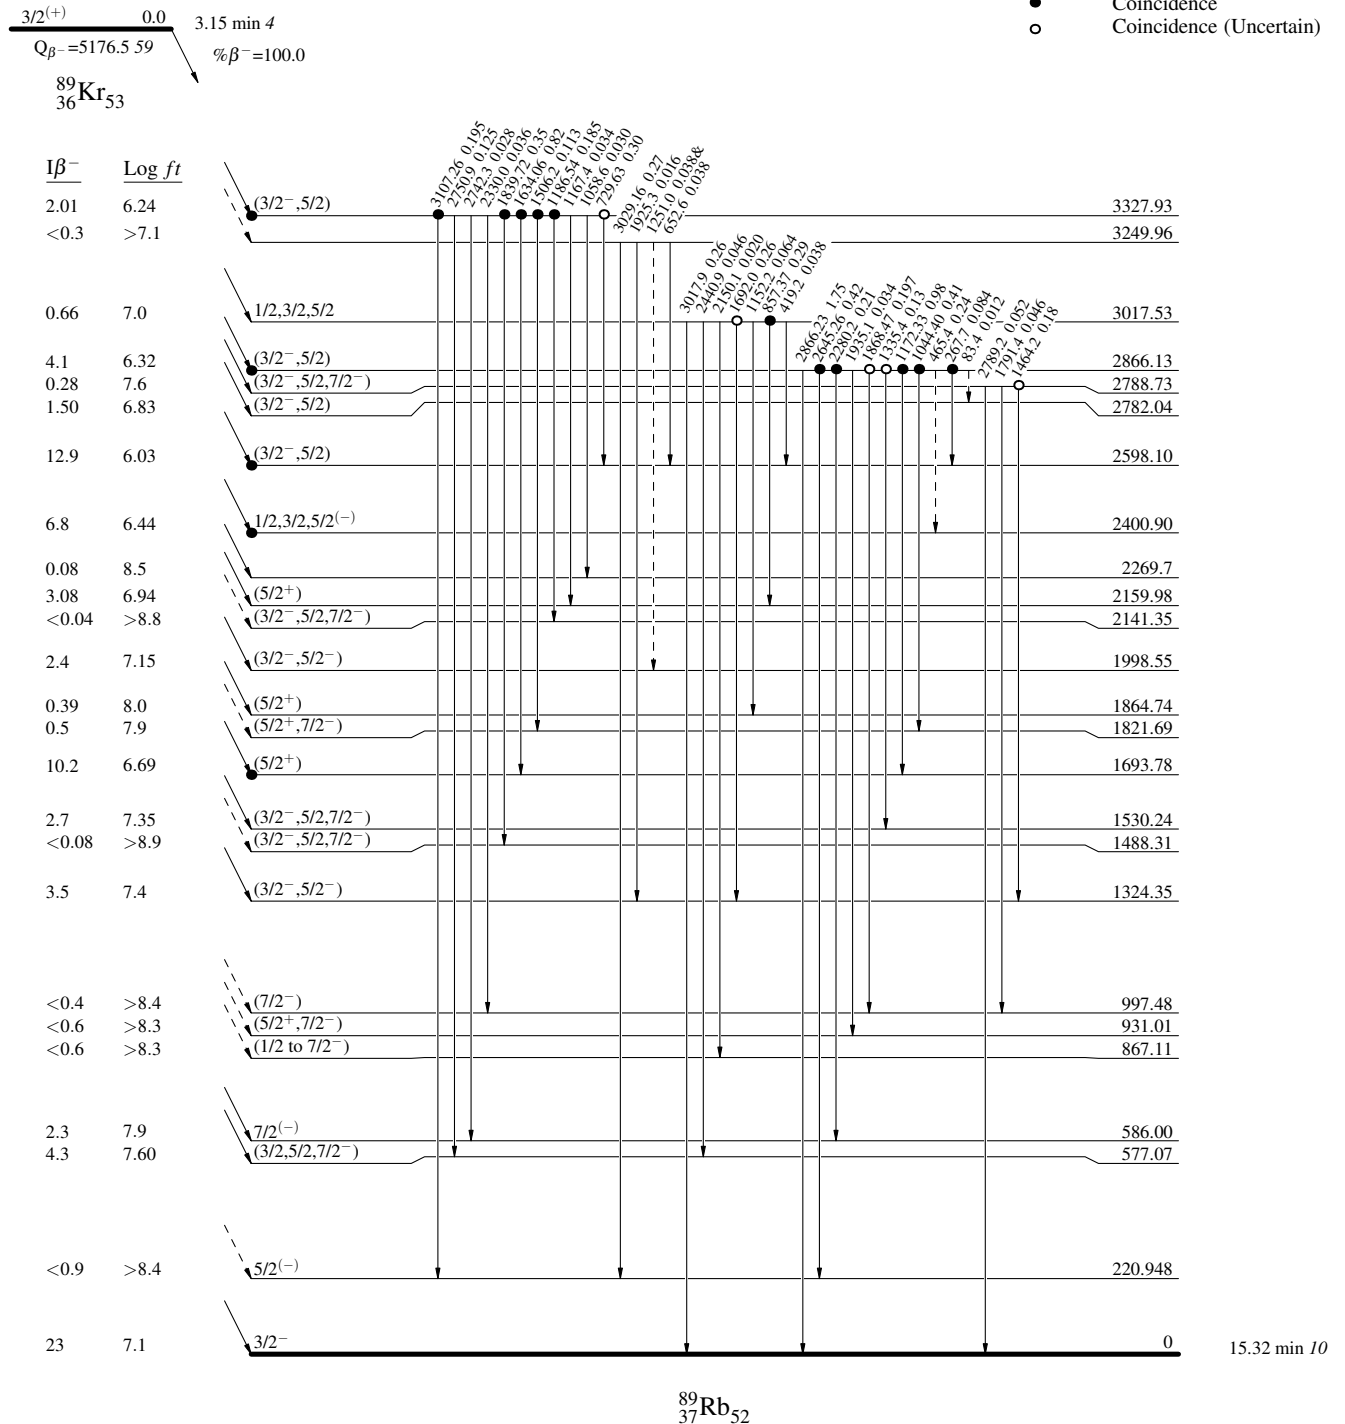 Coincidence
Coincidence (Uncertain)
3/2(+) 0.0 3.15 min 4
Qβ−=5176.5 59 %β−=100.0
89 36 Kr53
Iβ− Log ft
3107.26 0.195
2750.9 0.125
2742.3 0.028
2330.0 0.036
1839.72 0.35
1634.06 0.82
1506.2 0.113
1186.54 0.185
1167.4 0.034
1058.6 0.030
729.63 0.30
3029.16 0.27
1925.3 0.016
1251.0 0.038&
652.6 0.038
2.01 6.24 (3/2−,5/2) 3327.93
<0.3 >7.1 3249.96
3017.9 0.26
2440.9 0.046
2150.1 0.020
1692.0 0.26
1152.2 0.064
857.37 0.29
419.2 0.038
0.66 7.0 1/2,3/2,5/2 3017.53
2866.23 1.75
2645.26 0.42
2280.2 0.21
1935.1 0.034
1868.47 0.197
1335.4 0.13
1172.33 0.98
1044.40 0.41
465.4 0.24
267.7 0.084
83.4 0.012
2789.2 0.052
1791.4 0.046
1464.2 0.18
4.1 6.32 (3/2−,5/2) 2866.13
0.28 7.6 (3/2−,5/2,7/2−) 2788.73
1.50 6.83 (3/2−,5/2) 2782.04
12.9 6.03 (3/2−,5/2) 2598.10
6.8 6.44 1/2,3/2,5/2(−) 2400.90
0.08 8.5 2269.7
3.08 6.94 (5/2+) 2159.98
<0.04 >8.8 (3/2−,5/2,7/2−) 2141.35
2.4 7.15 (3/2−,5/2−) 1998.55
0.39 8.0 (5/2+) 1864.74
0.5 7.9 (5/2+,7/2−) 1821.69
10.2 6.69 (5/2+) 1693.78
2.7 7.35 (3/2−,5/2,7/2−) 1530.24
<0.08 >8.9 (3/2−,5/2,7/2−) 1488.31
3.5 7.4 (3/2−,5/2−) 1324.35
<0.4 >8.4 (7/2−) 997.48
<0.6 >8.3 (5/2+,7/2−) 931.01
<0.6 >8.3 (1/2 to 7/2−) 867.11
2.3 7.9 7/2(−) 586.00
4.3 7.60 (3/2,5/2,7/2−) 577.07
<0.9 >8.4 5/2(−) 220.948
23 7.1 3/2− 0 15.32 min 10
89 37 Rb52